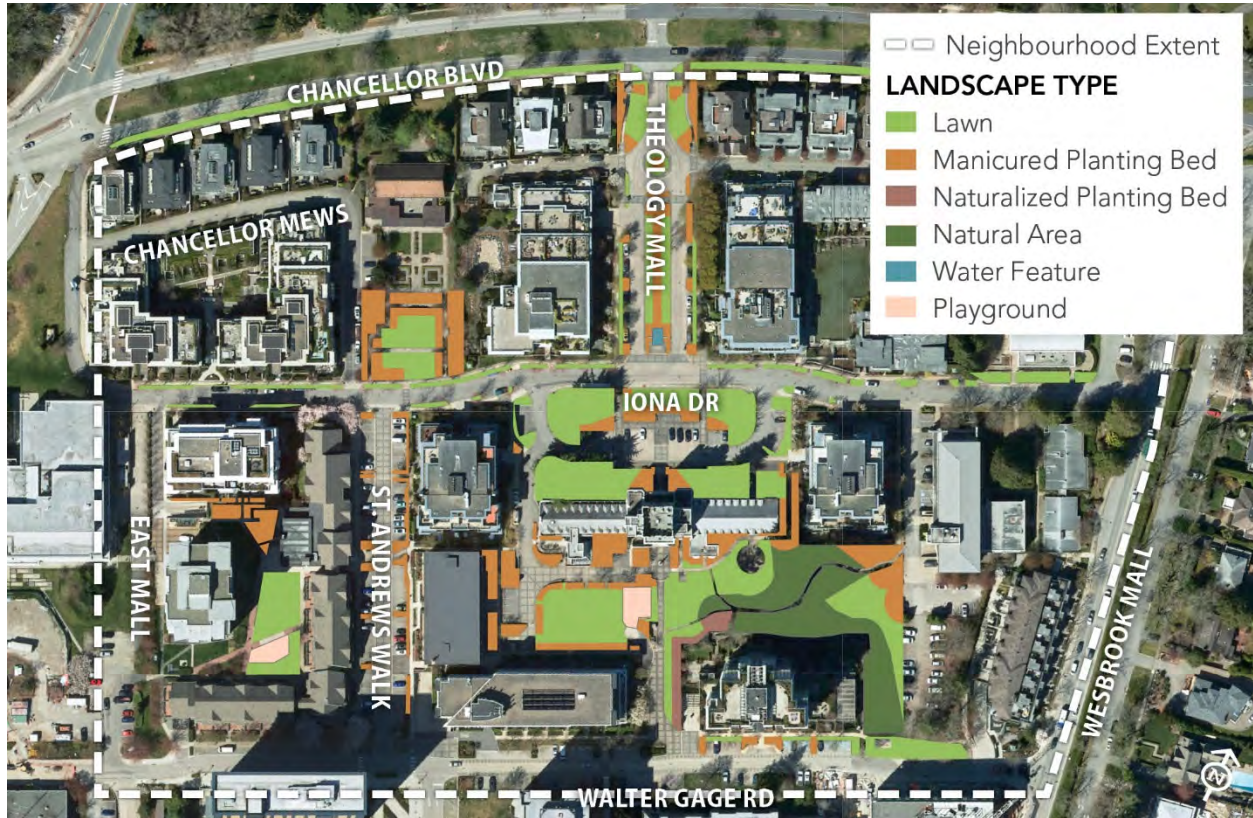 Neighbourhood Extent
LANDSCAPE TYPE
Lawn
Manicured Planting Bed
Naturalized Planting Bed
Natural Area
Water Feature
Playground
CHANCELLOR BLVD
THEOLOGY MALL
CHANCELLOR MEWS
IONA DR
EAST MALL
ST. ANDREWS WALK
WESBROOK MALL
WALTER GAGE RD
N